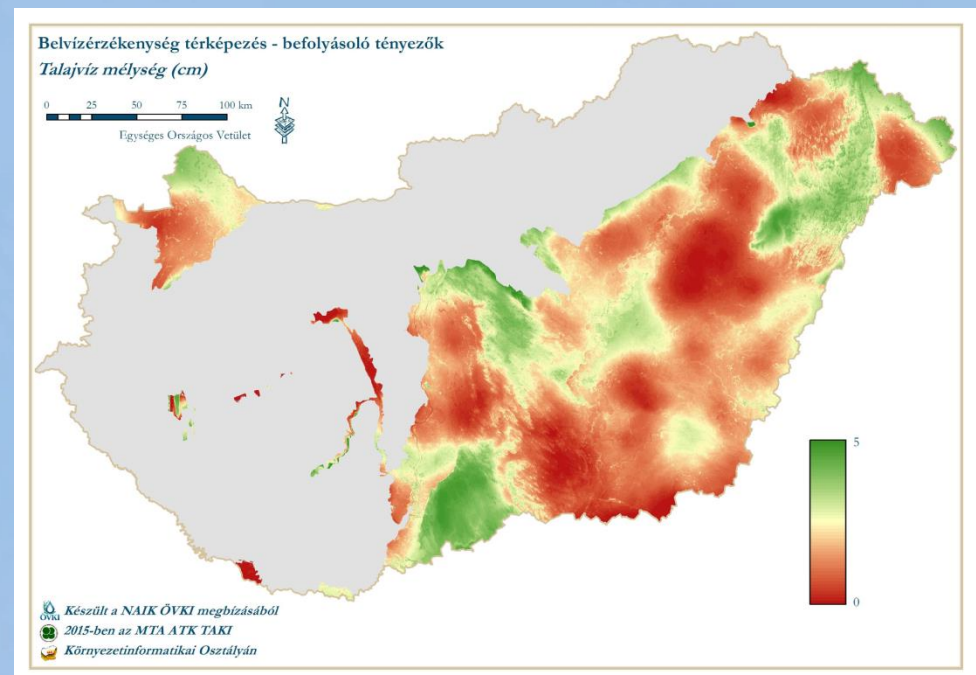 Belvízérzékenység térképezés - befolyásoló tényezők
Talajvíz mélység (cm)
0 25 50 75 100 km
N
Egységes Országos Vetület
5
0
Készült a NAIK ÖVKI megbízásából
ÖVKI
2015-ben az MTA ATK TAKI
Környezetinformatikai Osztályán